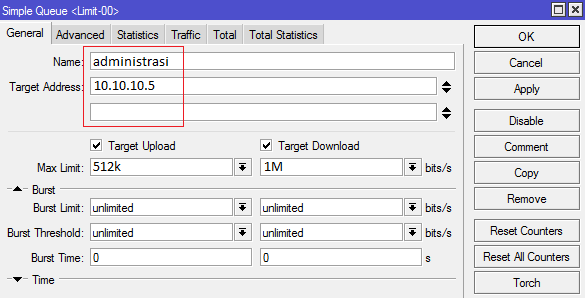 Simple Queue <Limit-00>
General Advanced Statistics Traffic Total Total Statistics
Name: administrasi
Target Address: 10.10.10.5
Target Upload Target Download
Max Limit: 512k 1M bits/s
Burst
Burst Limit: unlimited unlimited bits/s
Burst Threshold: unlimited unlimited bits/s
Burst Time: 0 0 s
Time
OK
Cancel
Apply
Disable
Comment
Copy
Remove
Reset Counters
Reset All Counters
Torch